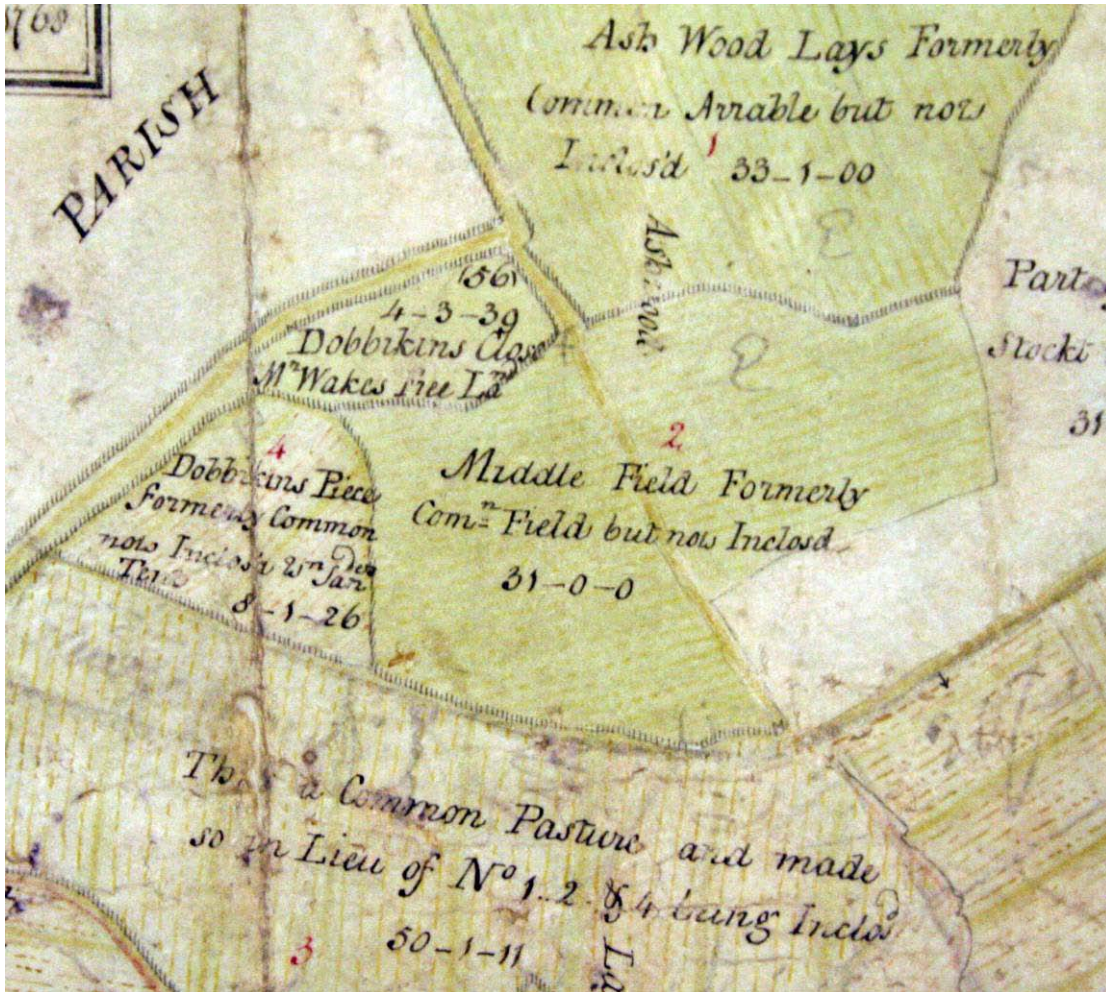 1768
PARISH
Ash Wood Lays Formerly
Common Arrable but now
Inclos'd 33-1-00
1
Ashwood
Part
Stockt
31
(56)
4-3-39
Dobbikins Close
Mʳ Wakes Free Laⁿᵈ
2
Middle Field Formerly
Comⁿ Field but now Inclosd
31-0-0
4
Dobbikins Piece
formerly Common
now Inclos'd
Tene
8-1-26
This a Common Pasture and made
so in Lieu of Nº 1..2. & 4 being Inclosᵈ
50-1-11
3